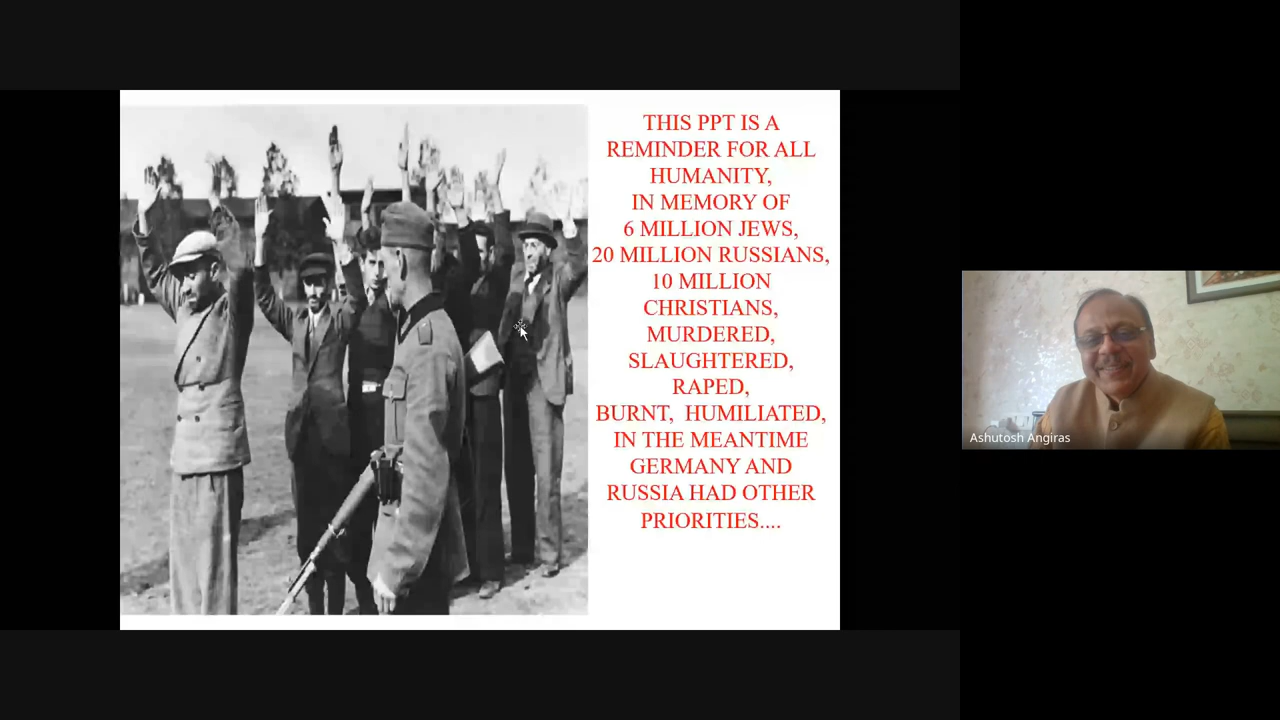 THIS PPT IS A
REMINDER FOR ALL
HUMANITY,
IN MEMORY OF
6 MILLION JEWS,
20 MILLION RUSSIANS,
10 MILLION
CHRISTIANS,
MURDERED,
SLAUGHTERED,
RAPED,
BURNT, HUMILIATED,
IN THE MEANTIME
GERMANY AND
RUSSIA HAD OTHER
PRIORITIES....
Ashutosh Angiras